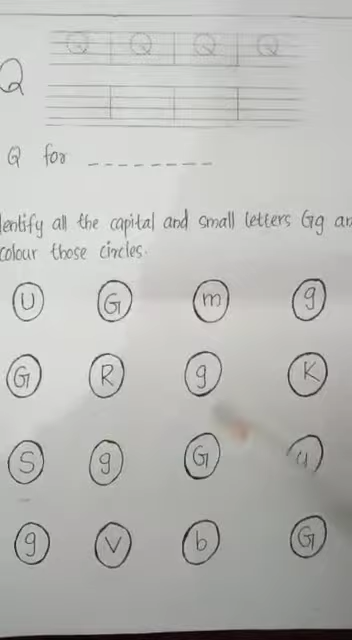 Q Q Q Q
Q
Q for --------
dentify all the capital and small letters Gg an
colour those circles.
U G m g
G R g K
S g G
g V b G